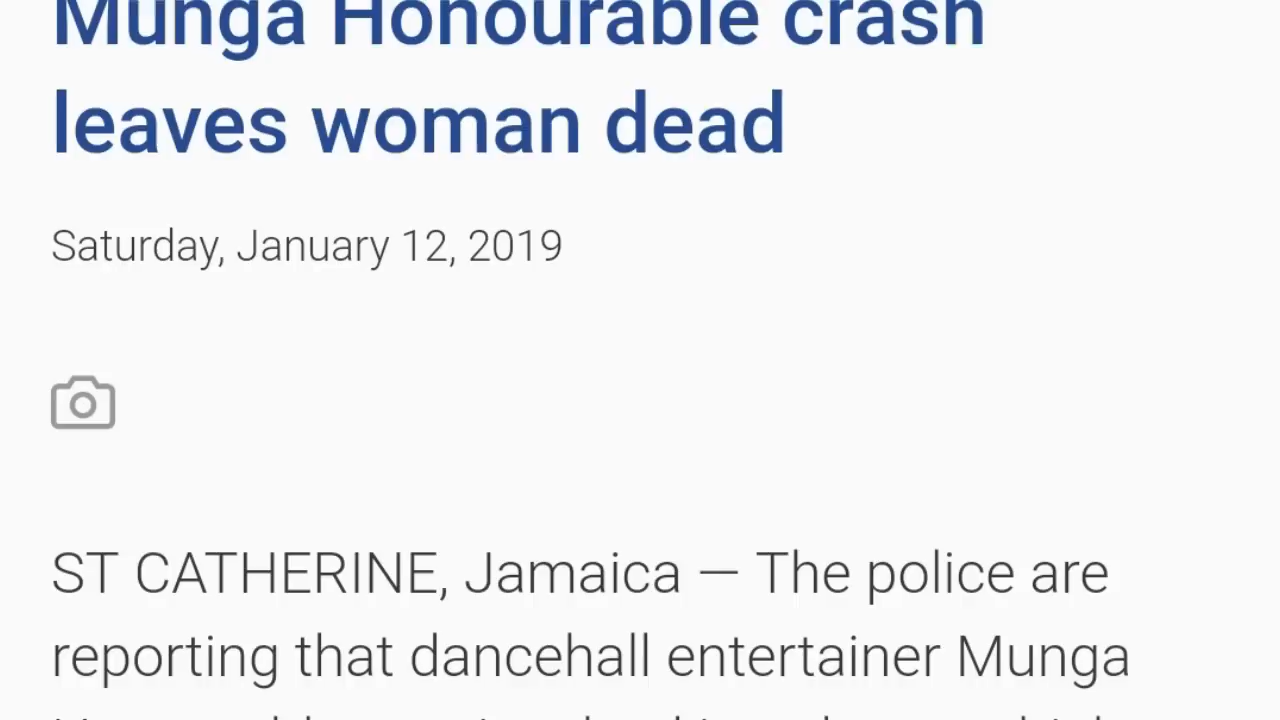 Munga Honourable crash
leaves woman dead
Saturday, January 12, 2019
ST CATHERINE, Jamaica — The police are
reporting that dancehall entertainer Munga